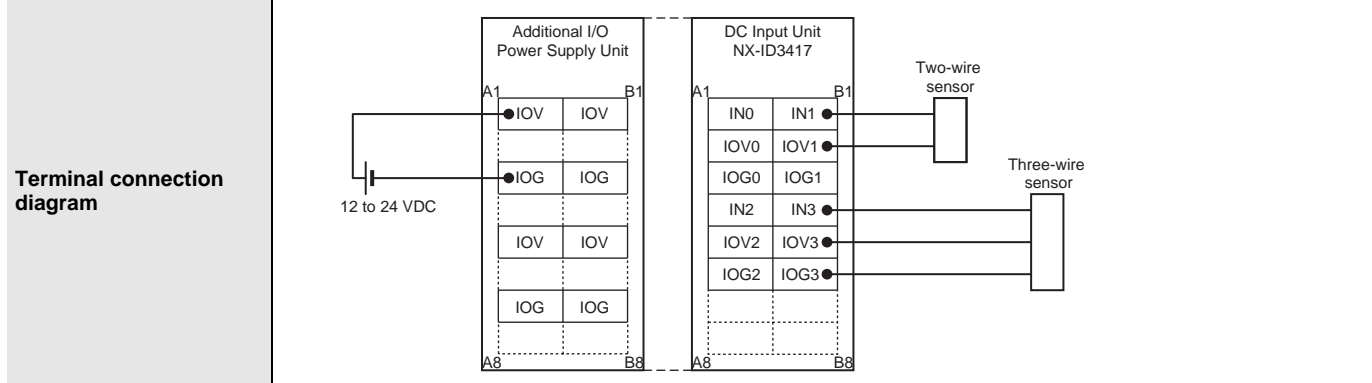 Terminal connection
diagram
Additional I/O
Power Supply Unit
A1 B1
IOV IOV
IOG IOG
IOV IOV
IOG IOG
A8 B8
12 to 24 VDC
DC Input Unit
NX-ID3417
A1 B1
IN0 IN1
IOV0 IOV1
IOG0 IOG1
IN2 IN3
IOV2 IOV3
IOG2 IOG3
A8 B8
Two-wire
sensor
Three-wire
sensor